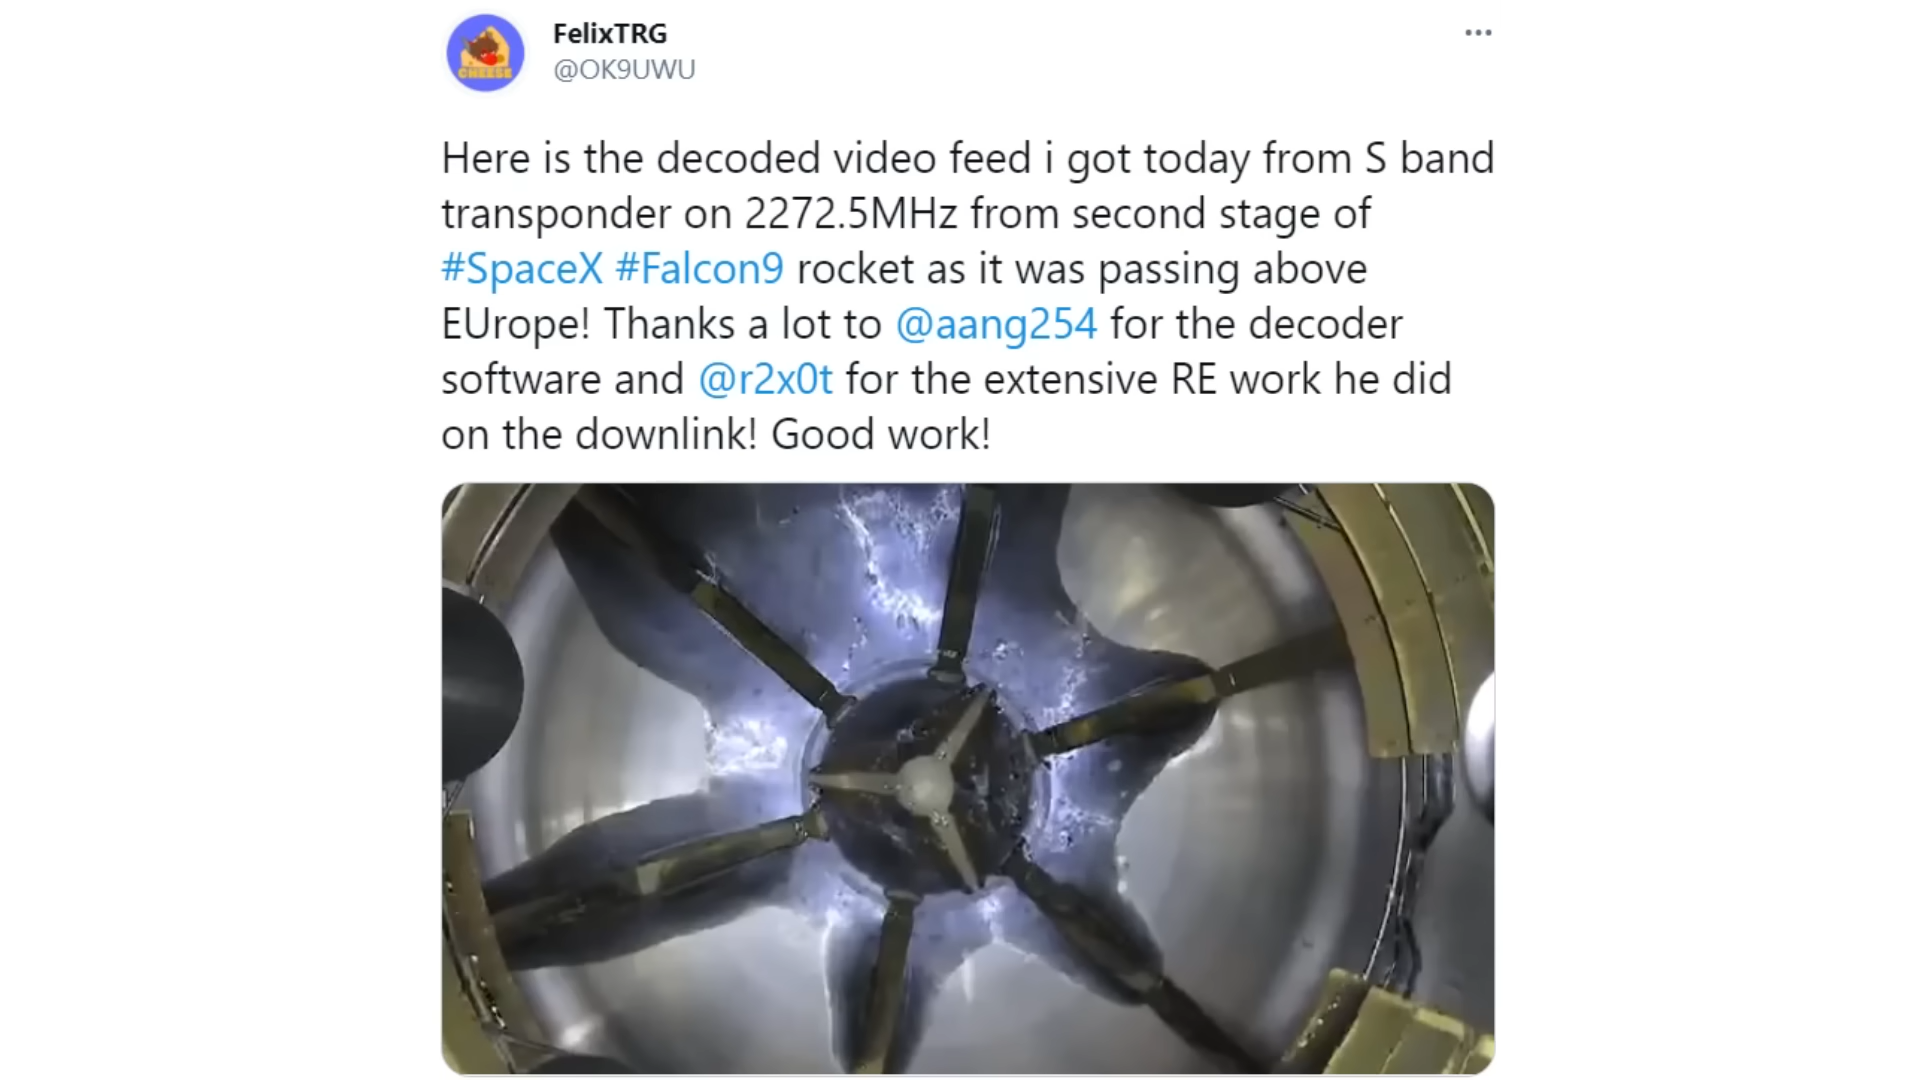 FelixTRG
@OK9UWU
Here is the decoded video feed i got today from S band
transponder on 2272.5MHz from second stage of
#SpaceX #Falcon9 rocket as it was passing above
EUrope! Thanks a lot to @aang254 for the decoder
software and @r2x0t for the extensive RE work he did
on the downlink! Good work!
CHEESE